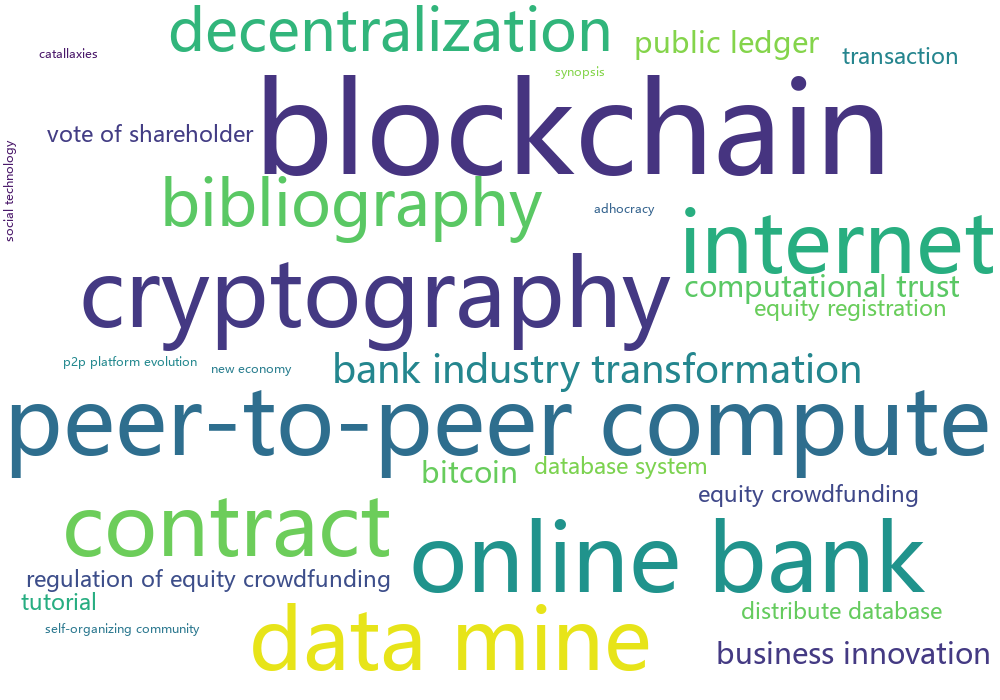 decentralization
public ledger
catallaxies
transaction
synopsis
blockchain
vote of shareholder
social technology
bibliography
adhocracy
internet
cryptography
computational trust
equity registration
p2p platform evolution
new economy
bank industry transformation
peer-to-peer compute
bitcoin
database system
equity crowdfunding
contract
online bank
regulation of equity crowdfunding
tutorial
distribute database
self-organizing community
data mine
business innovation